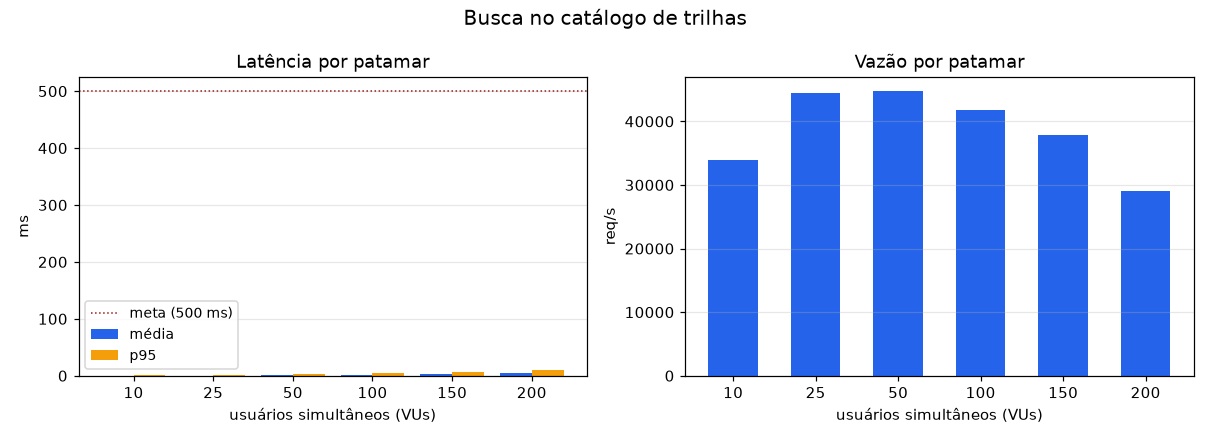 Busca no catálogo de trilhas
Latência por patamar
500
400
300
200
100
0
ms
meta (500 ms)
média
p95
10 25 50 100 150 200
usuários simultâneos (VUs)
Vazão por patamar
40000
30000
20000
10000
0
req/s
10 25 50 100 150 200
usuários simultâneos (VUs)